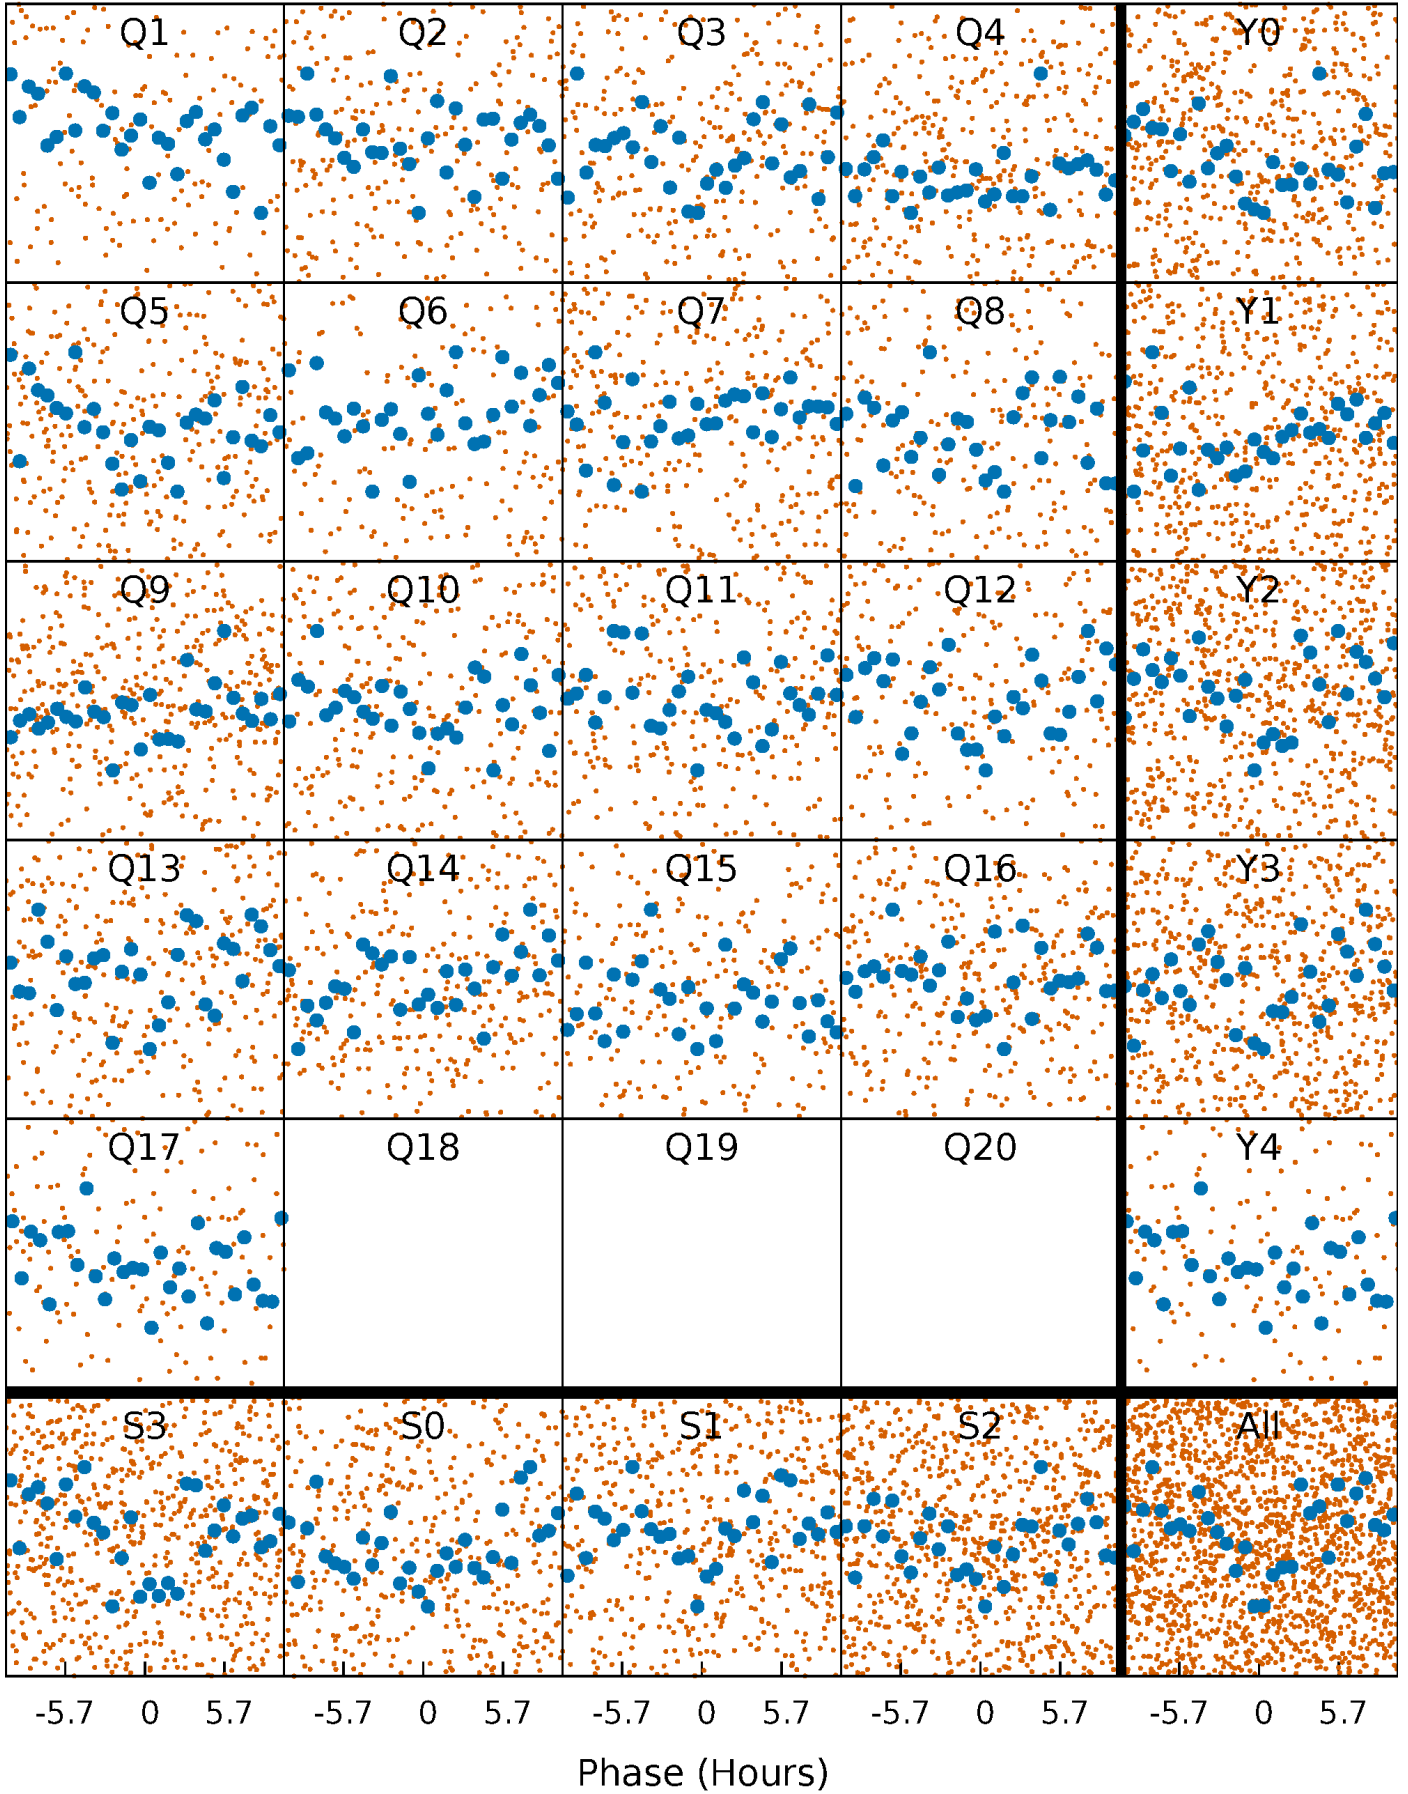 Q1 Q2 Q3 Q4 Y0
Q5 Q6 Q7 Q8 Y1
Q9 Q10 Q11 Q12 Y2
Q13 Q14 Q15 Q16 Y3
Q17 Q18 Q19 Q20 Y4
S3 S0 S1 S2 All
-5.7 0 5.7 -5.7 0 5.7 -5.7 0 5.7 -5.7 0 5.7 -5.7 0 5.7
Phase (Hours)